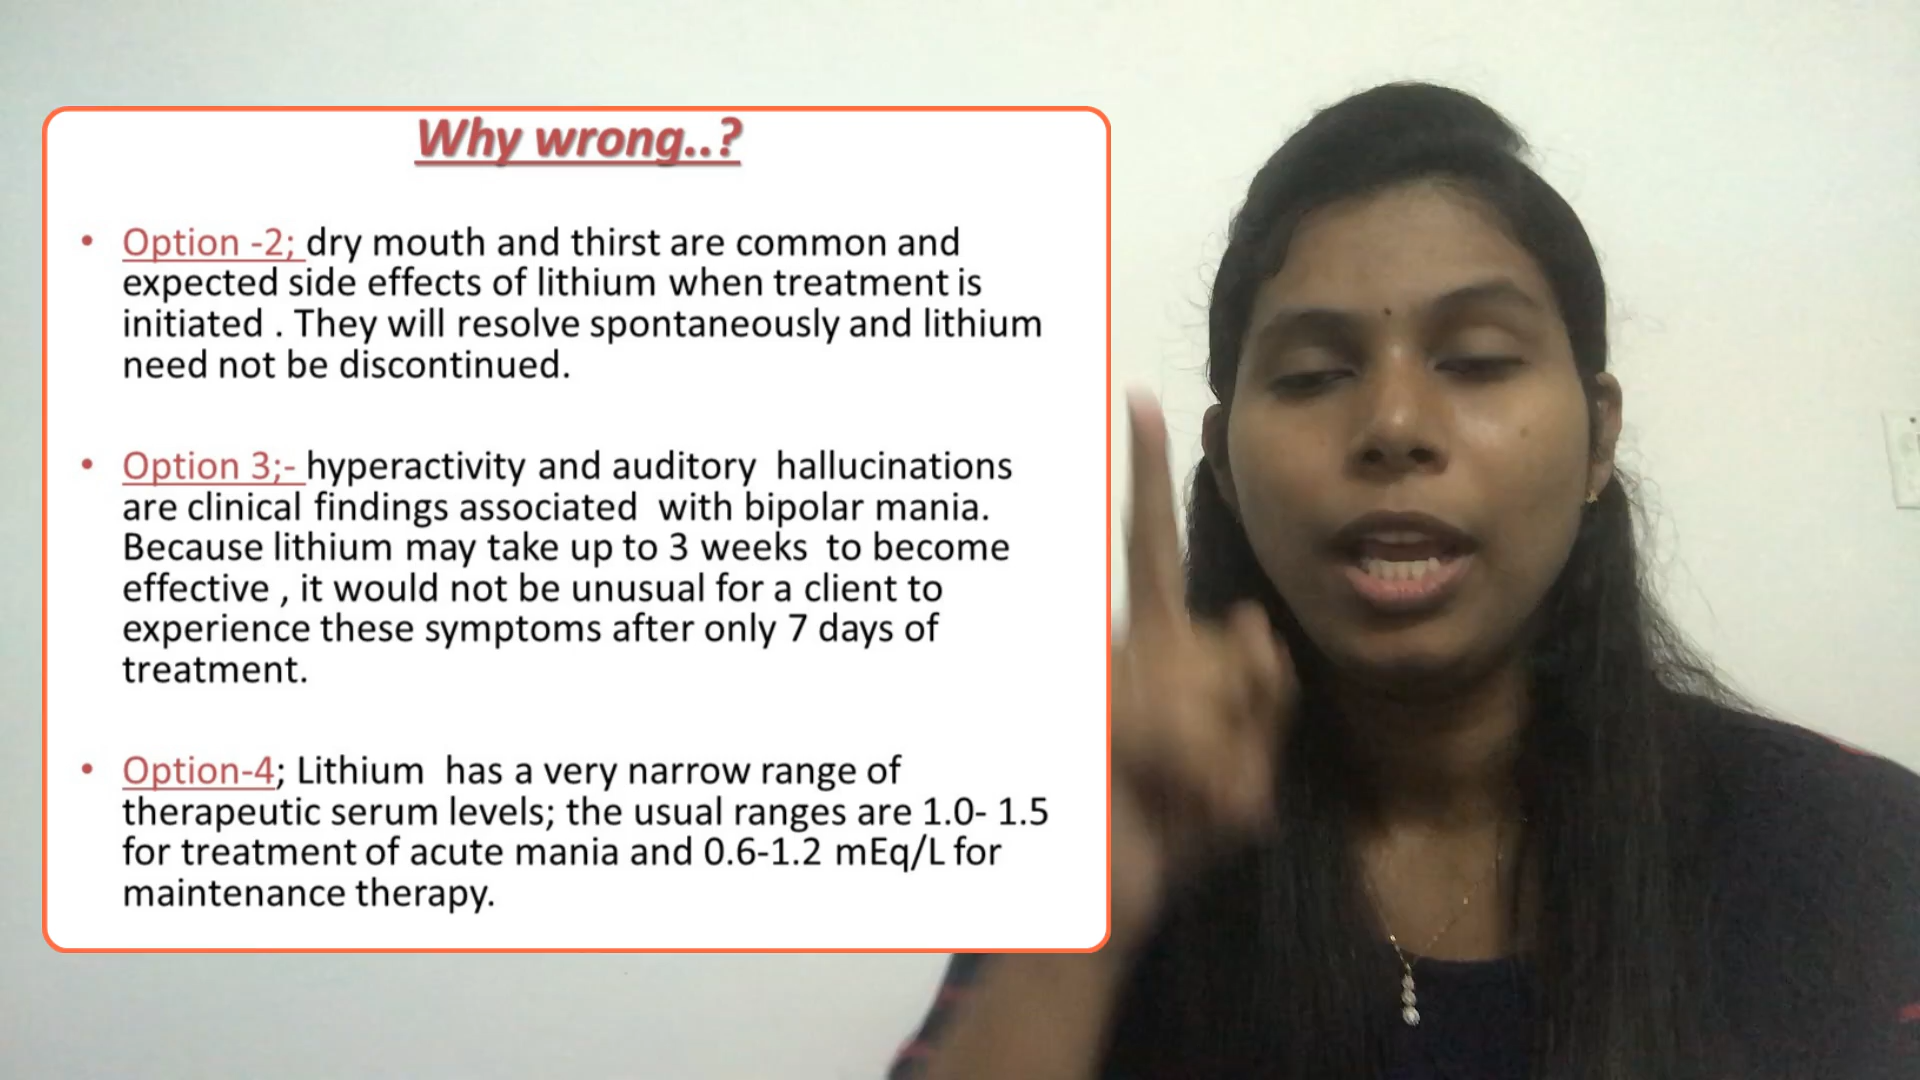 Why wrong..?
• Option -2; dry mouth and thirst are common and
expected side effects of lithium when treatment is
initiated . They will resolve spontaneously and lithium
need not be discontinued.
• Option 3;- hyperactivity and auditory hallucinations
are clinical findings associated with bipolar mania.
Because lithium may take up to 3 weeks to become
effective , it would not be unusual for a client to
experience these symptoms after only 7 days of
treatment.
• Option-4; Lithium has a very narrow range of
therapeutic serum levels; the usual ranges are 1.0- 1.5
for treatment of acute mania and 0.6-1.2 mEq/L for
maintenance therapy.